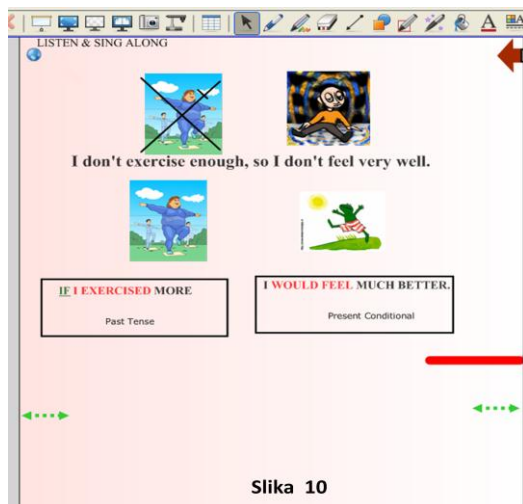 LISTEN & SING ALONG
I don't exercise enough, so I don't feel very well.
IF I EXERCISED MORE
Past Tense
I WOULD FEEL MUCH BETTER.
Present Conditional
Slika 10